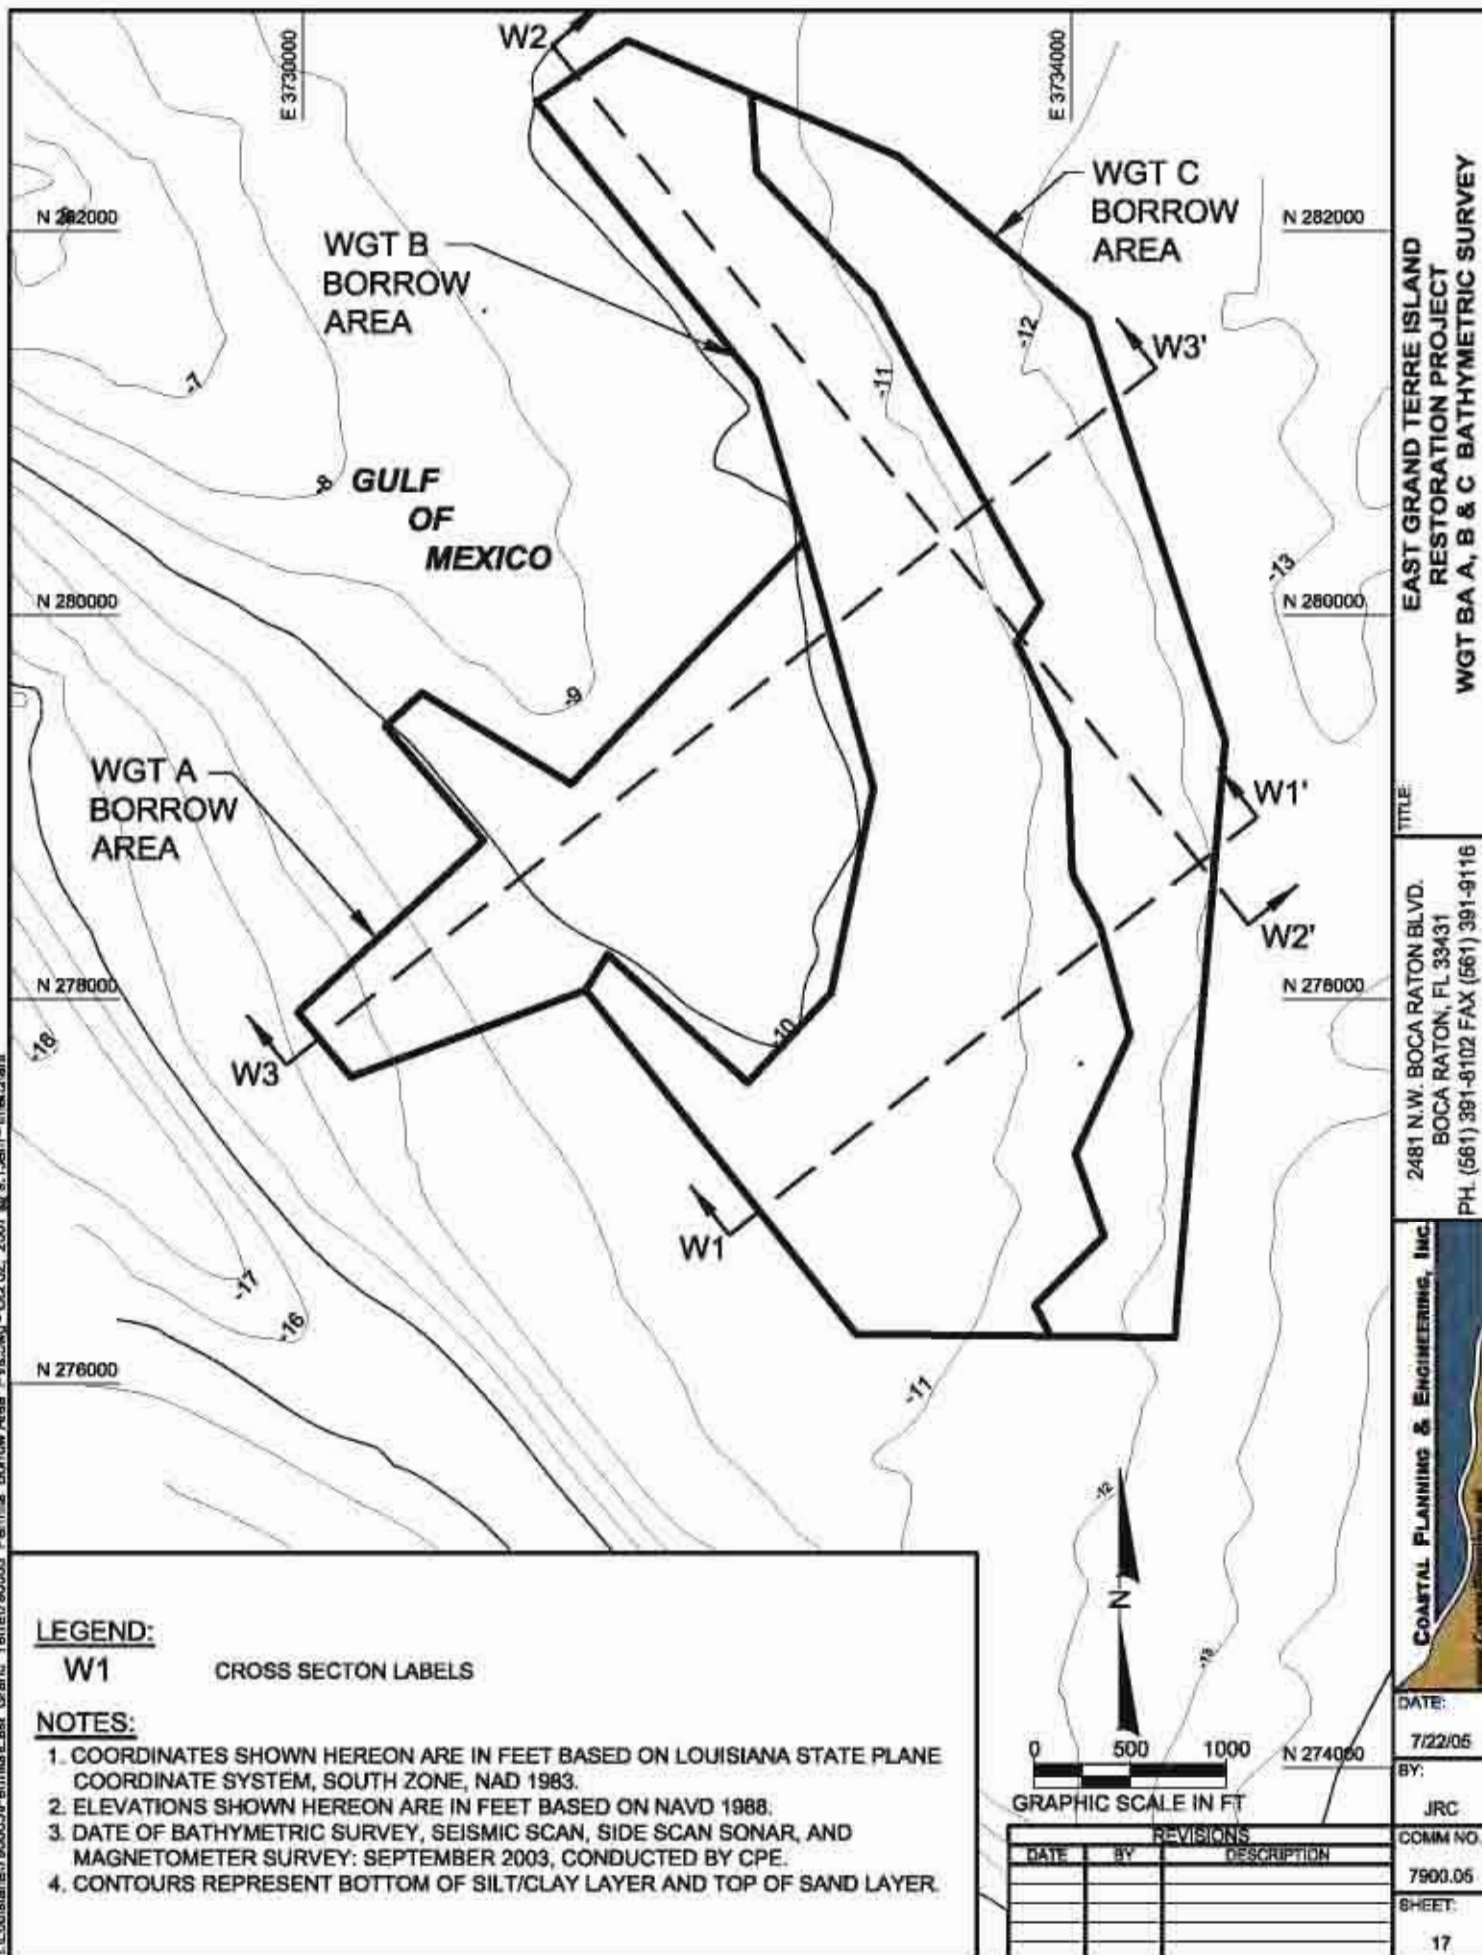 W2
E 3730000
E 3734000
WGT C
BORROW
AREA
N 282000
N 282000
WGT B
BORROW
AREA
-12
W3'
-11
-7
-8
GULF
OF
MEXICO
-13
N 280000
N 280000
-9
WGT A
BORROW
AREA
W1'
W2'
N 278000
N 278000
-10
-18
W3
W1
-17
-16
N 276000
-11
-12
N
-13
LEGEND:
W1 CROSS SECTON LABELS
NOTES:
1. COORDINATES SHOWN HEREON ARE IN FEET BASED ON LOUISIANA STATE PLANE
COORDINATE SYSTEM, SOUTH ZONE, NAD 1983.
2. ELEVATIONS SHOWN HEREON ARE IN FEET BASED ON NAVD 1988.
3. DATE OF BATHYMETRIC SURVEY, SEISMIC SCAN, SIDE SCAN SONAR, AND
MAGNETOMETER SURVEY: SEPTEMBER 2003, CONDUCTED BY CPE.
4. CONTOURS REPRESENT BOTTOM OF SILT/CLAY LAYER AND TOP OF SAND LAYER.
0 500 1000
N 274000
GRAPHIC SCALE IN FT
REVISIONS
DATE BY DESCRIPTION
TITLE:
EAST GRAND TERRE ISLAND
RESTORATION PROJECT
WGT BA A, B & C BATHYMETRIC SURVEY
2481 N.W. BOCA RATON BLVD.
BOCA RATON, FL 33431
PH. (561) 391-8102 FAX (561) 391-9116
COASTAL PLANNING & ENGINEERING, INC.
DATE:
7/22/05
BY:
JRC
COMM NO.
7900.05
SHEET:
17